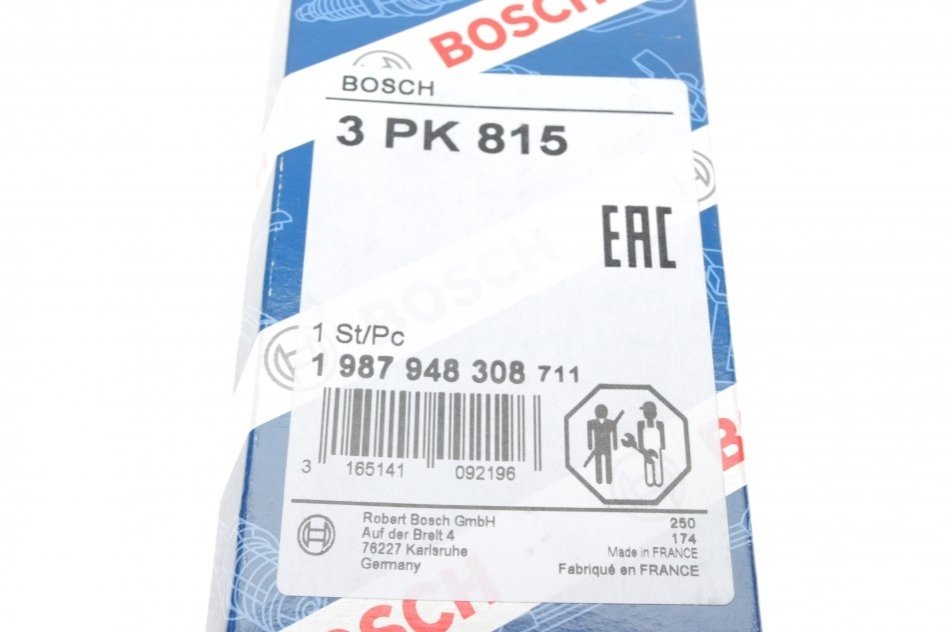 BOSCH
BOSCH
3 PK 815
EAC
BOSCH
1 St/Pc
1 987 948 308 711
3 165141 092196
Robert Bosch GmbH
Auf der Breit 4
76227 Karlsruhe
Germany
250
174
Made in FRANCE
Fabriqué en FRANCE
BOSCH